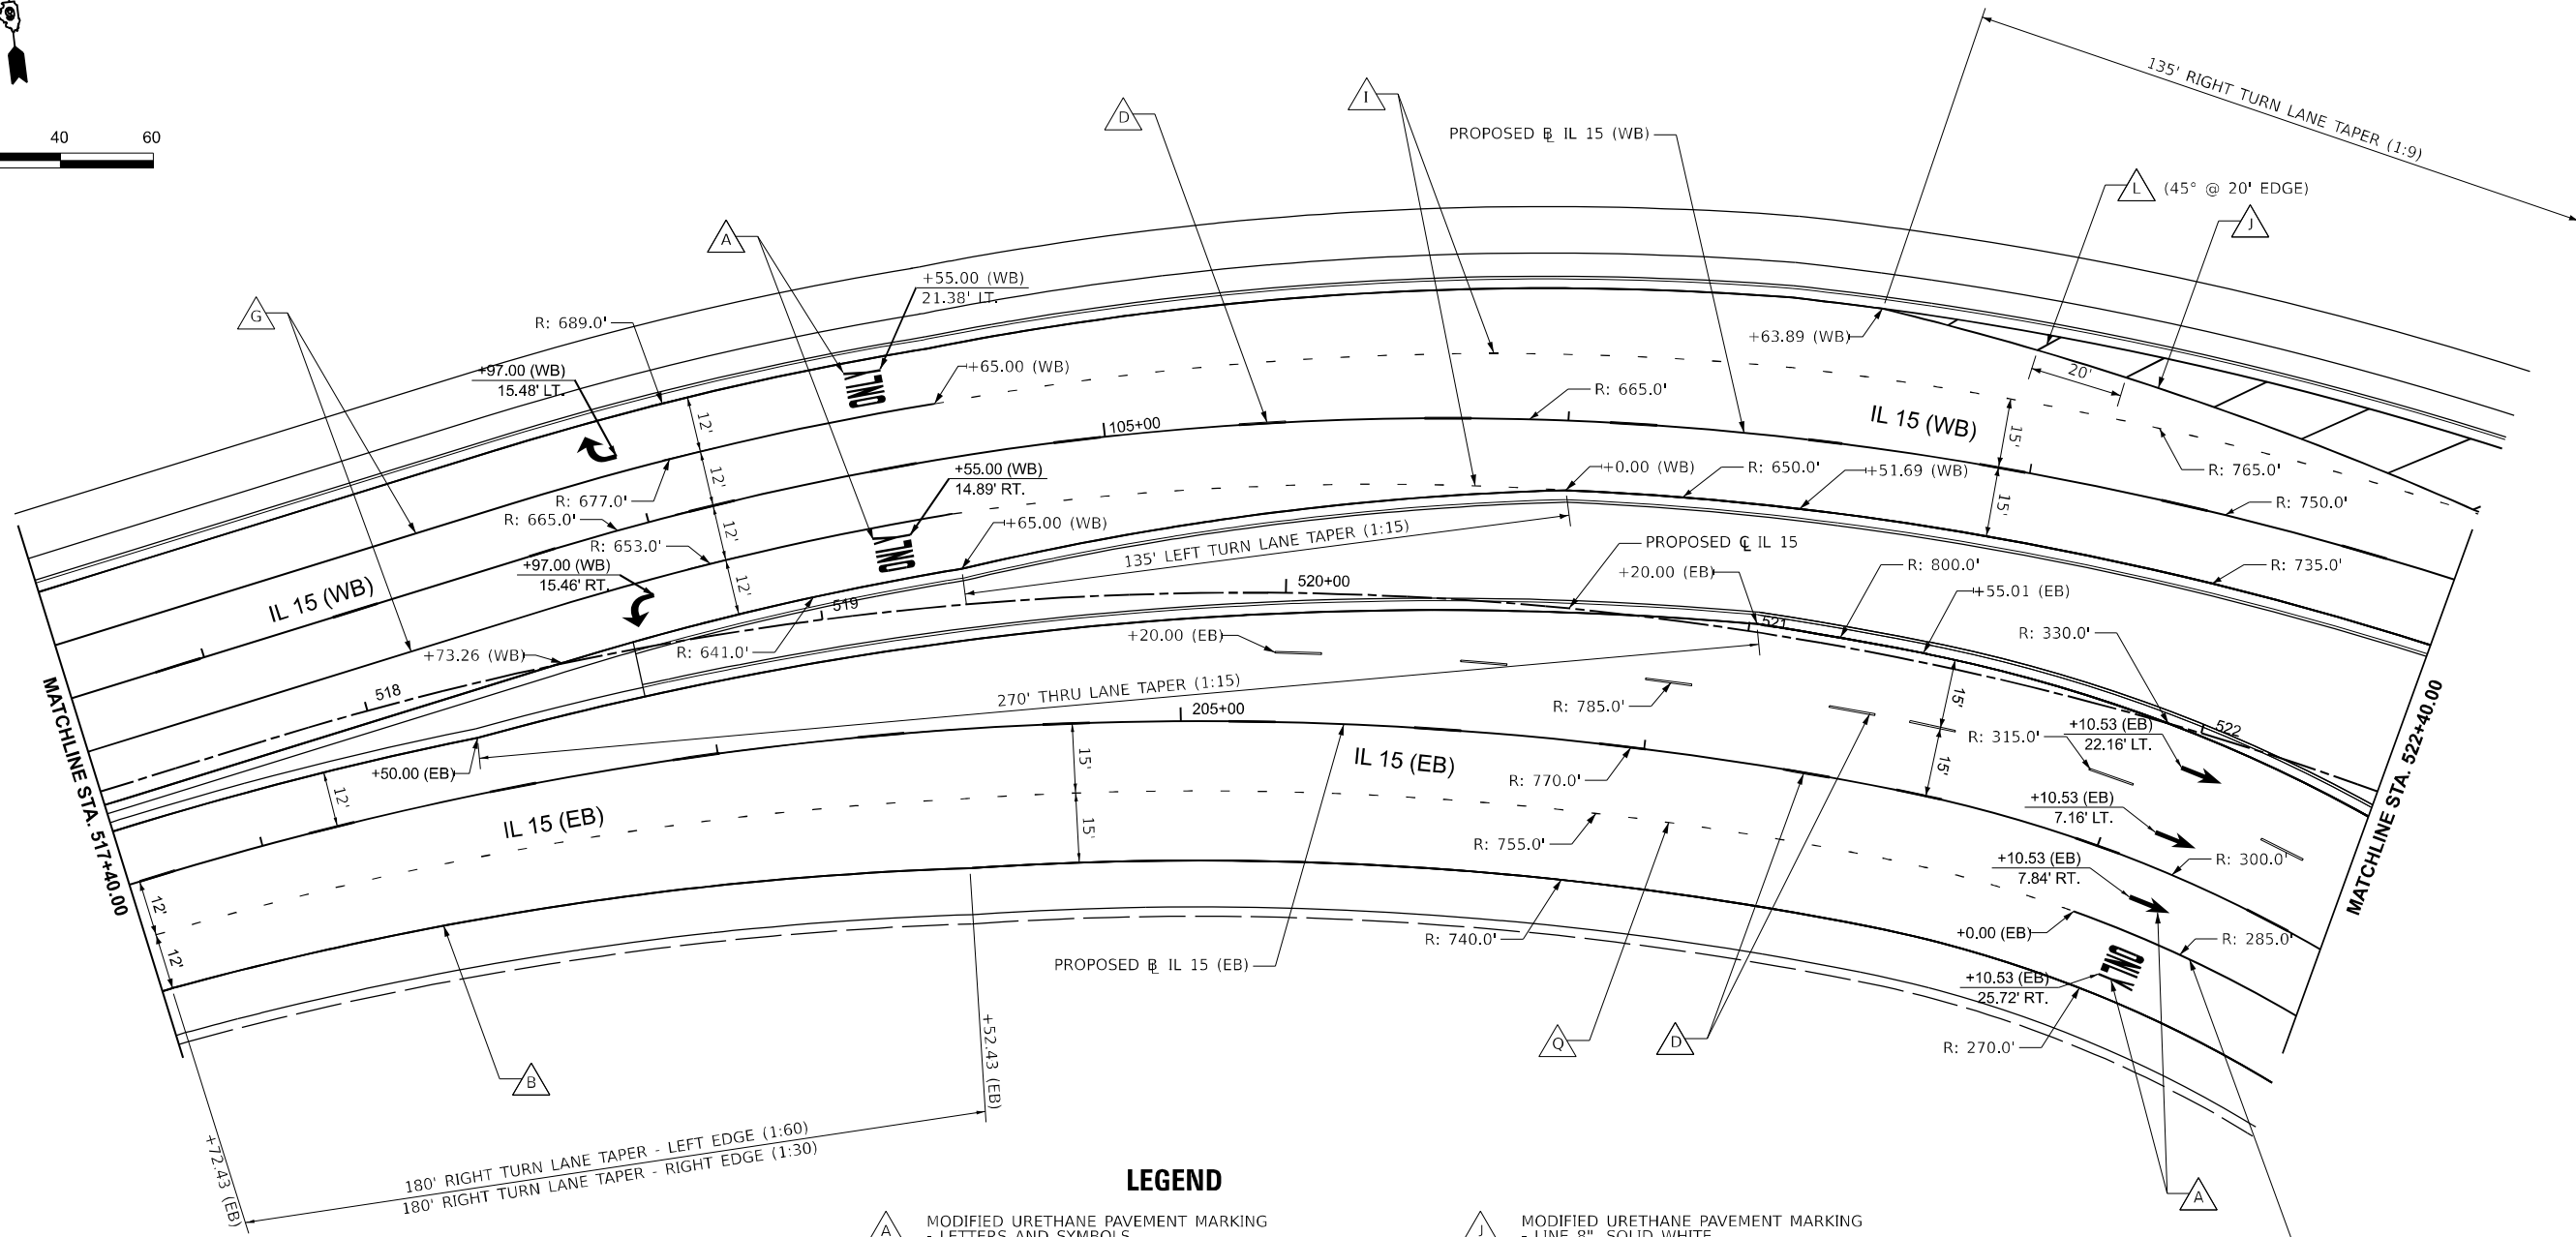 40 60
135' RIGHT TURN LANE TAPER (1:9)
D
I
PROPOSED ℄ IL 15 (WB)
L (45° @ 20' EDGE)
J
A
+55.00 (WB)
21.38' LT.
G
R: 689.0'
+63.89 (WB)
+97.00 (WB)
15.48' LT.
ONLY
+65.00 (WB)
20'
12'
R: 665.0'
IL 15 (WB)
105+00
15'
+55.00 (WB)
14.89' RT.
+0.00 (WB)
R: 650.0'
+51.69 (WB)
R: 765.0'
R: 677.0'
12'
R: 665.0'
R: 750.0'
15'
12'
+65.00 (WB)
R: 653.0'
135' LEFT TURN LANE TAPER (1:15)
PROPOSED ℄ IL 15
ONLY
+97.00 (WB)
15.46' RT.
12'
+20.00 (EB)
R: 800.0'
R: 735.0'
IL 15 (WB)
520+00
519
+55.01 (EB)
521
+20.00 (EB)
R: 330.0'
+73.26 (WB)
R: 641.0'
518
270' THRU LANE TAPER (1:15)
15'
R: 785.0'
205+00
+10.53 (EB)
22.16' LT.
522
R: 315.0'
+50.00 (EB)
15'
IL 15 (EB)
15'
R: 770.0'
12'
+10.53 (EB)
7.16' LT.
IL 15 (EB)
15'
R: 755.0'
+10.53 (EB)
7.84' RT.
R: 300.0'
MATCHLINE STA. 517+40.00
MATCHLINE STA. 522+40.00
12'
12'
R: 740.0'
+0.00 (EB)
R: 285.0'
PROPOSED ℄ IL 15 (EB)
ONLY
+10.53 (EB)
25.72' RT.
+52.43 (EB)
Q
D
R: 270.0'
B
+72.43 (EB)
180' RIGHT TURN LANE TAPER - LEFT EDGE (1:60)
180' RIGHT TURN LANE TAPER - RIGHT EDGE (1:30)
A
LEGEND
A MODIFIED URETHANE PAVEMENT MARKING
- LETTERS AND SYMBOLS
J MODIFIED URETHANE PAVEMENT MARKING
- LINE 8", SOLID WHITE